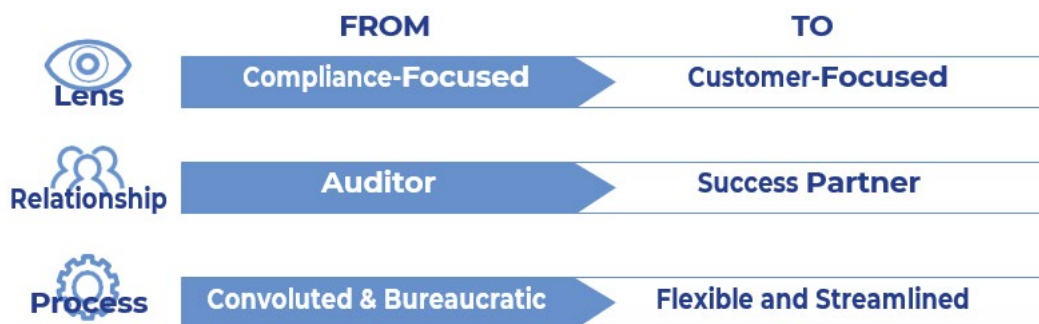 FROM TO
Lens Compliance-Focused Customer-Focused
Relationship Auditor Success Partner
Process Convoluted & Bureaucratic Flexible and Streamlined